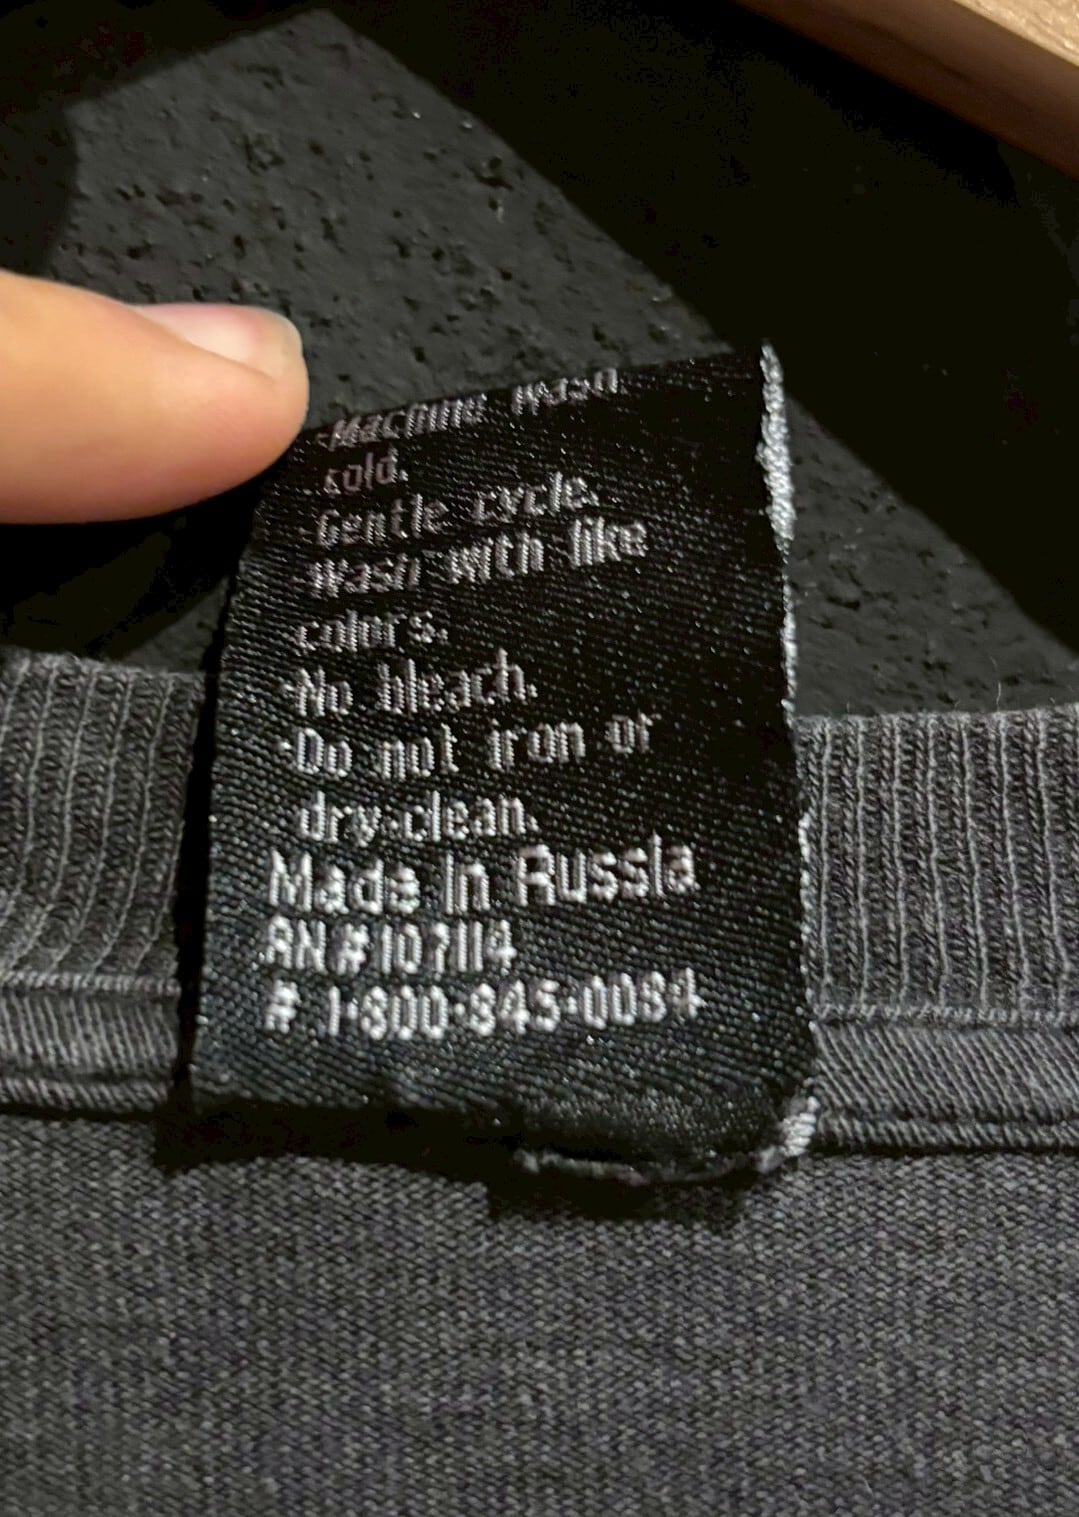 -Machine wash
cold.
-Gentle cycle.
-Wash with like
colors.
-No bleach.
-Do not iron or
dry-clean.
Made In Russia
RN#107114
# 1-800-845-0084